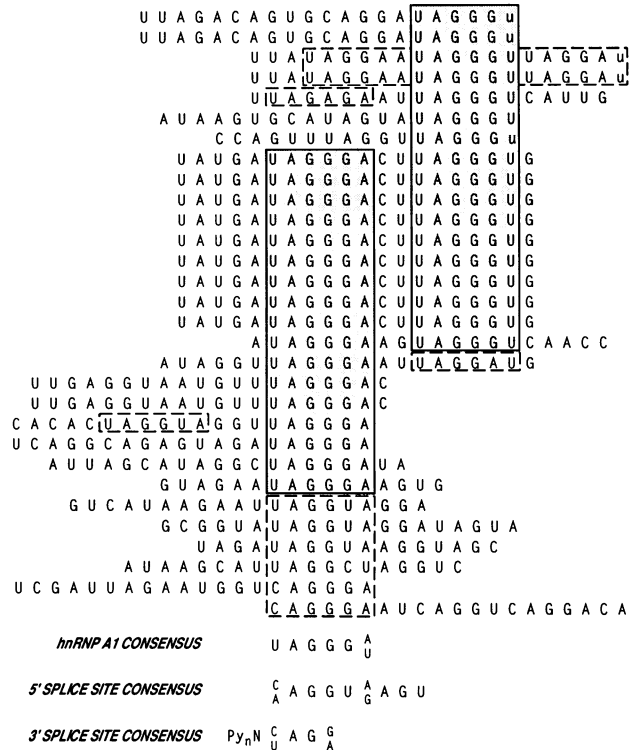 U U A G A C A G U G C A G G A U A G G G u
U U A G A C A G U G C A G G A U A G G G u
U U A U A G G A A U A G G G U U A G G A u
U U A U A G G A A U A G G G U U A G G A u
U U A G A G A A U U A G G G U C A U U G
A U A A G U G C A U A G U A U A G G G U
C C A G U U U A G G U U A G G G u
U A U G A U A G G G A C U U A G G G U G
U A U G A U A G G G A C U U A G G G U G
U A U G A U A G G G A C U U A G G G U G
U A U G A U A G G G A C U U A G G G U G
U A U G A U A G G G A C U U A G G G U G
U A U G A U A G G G A C U U A G G G U G
U A U G A U A G G G A C U U A G G G U G
U A U G A U A G G G A C U U A G G G U G
U A U G A U A G G G A C U U A G G G U G
A U A G G G A A G U A G G G U C A A C C
A U A G G U U A G G G A A U U A G G A U G
U U G A G G U A A U G U U U A G G G A C
U U G A G G U A A U G U U U A G G G A C
C A C A C U A G G U A G G U U A G G G A
U C A G G C A G A G U A G A U A G G G A
A U U A G C A U A G G C U A G G G A U A
G U A G A A U A G G G A A G U G
G U C A U A A G A A U U A G G U A G G A
G C G G U A U A G G U A G G A U A G U A
U A G A U A G G U A A G G U A G C
A U A A G C A U U A G G C U A G G U C
U C G A U U A G A A U G G U C A G G G A
C A G G G A A U C A G G U C A G G A C A
hnRNP A1 CONSENSUS U A G G G A/U
5' SPLICE SITE CONSENSUS C/A A G G U A/G A G U
3' SPLICE SITE CONSENSUS PynN C/U A G G/A